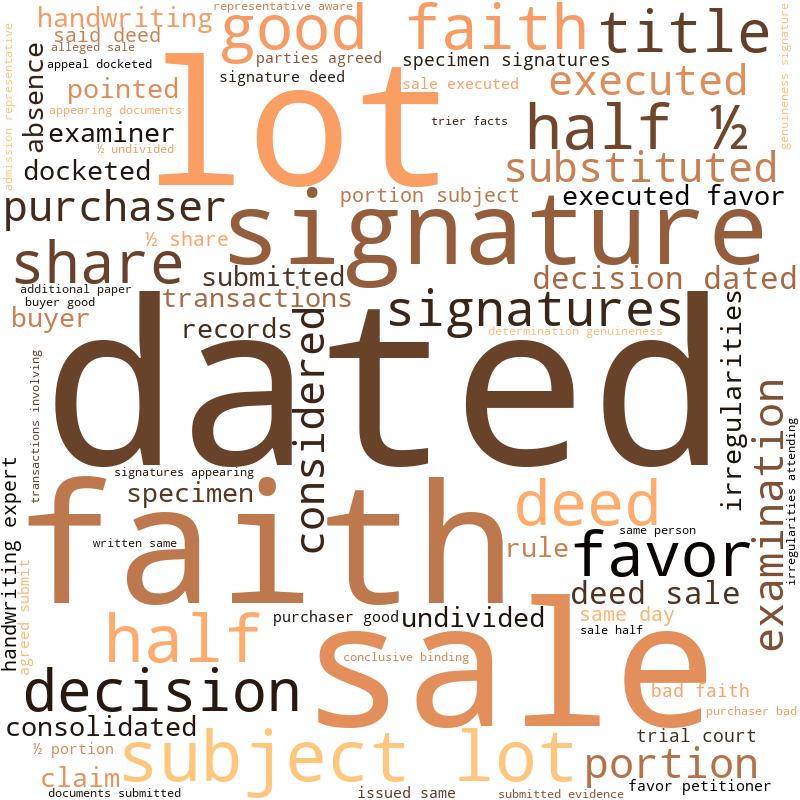 handwriting
representative aware
good faith
title
said deed
alleged sale
appeal docketed
parties agreed
specimen signatures
signature deed
sale executed
executed
admission representative
absence
pointed
appearing documents
lot
trier facts
half ½
genuineness signature
examiner
½ undivided
docketed
substituted
purchaser
portion subject
executed favor
signature
½ share
share
submitted
decision dated
additional paper
buyer good
transactions
signatures
buyer
records
determination genuineness
considered
irregularities
dated
transactions involving
examination
irregularities attending
signatures appearing
handwriting expert
specimen
faith
deed
same person
written same
rule
favor
agreed submit
deed sale
half
purchaser good
undivided
same day
sale half
sale
conclusive binding
decision
bad faith
purchaser bad
consolidated
½ portion
subject lot
trial court
portion
claim
favor petitioner
documents submitted
issued same
submitted evidence